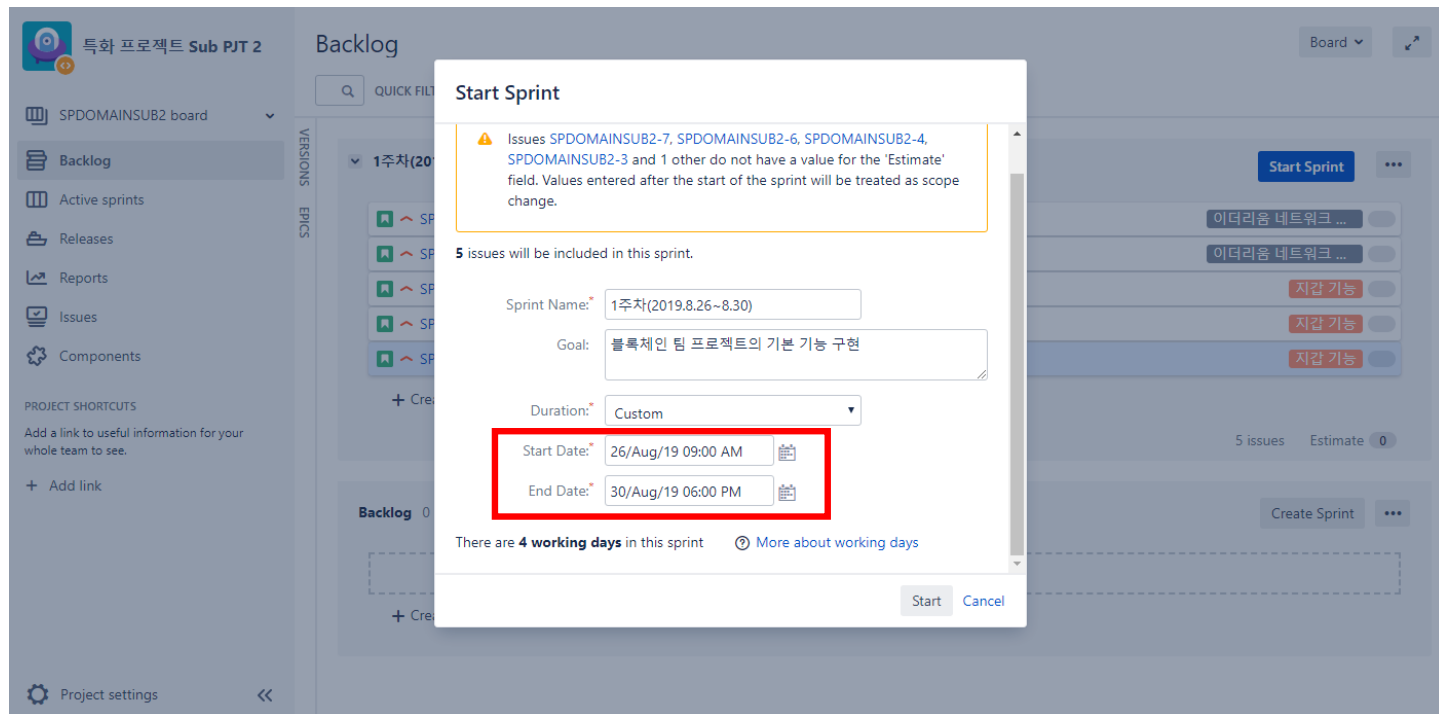 특화 프로젝트 Sub PJT 2
SPDOMAINSUB2 board
Backlog
Active sprints
Releases
Reports
Issues
Components
PROJECT SHORTCUTS
Add a link to useful information for your
whole team to see.
+ Add link
Project settings
Backlog
Board
QUICK FILT
VERSIONS
EPICS
1주차(20
Start Sprint
•••
SP
이더리움 네트워크 ...
SP
이더리움 네트워크 ...
SP
지갑 기능
SP
지갑 기능
SP
지갑 기능
+ Cre
5 issues Estimate 0
Backlog 0
Create Sprint
•••
+ Crea
Start Sprint
Issues SPDOMAINSUB2-7, SPDOMAINSUB2-6, SPDOMAINSUB2-4,
SPDOMAINSUB2-3 and 1 other do not have a value for the 'Estimate'
field. Values entered after the start of the sprint will be treated as scope
change.
5 issues will be included in this sprint.
Sprint Name:* 1주차(2019.8.26~8.30)
Goal: 블록체인 팀 프로젝트의 기본 기능 구현
Duration:* Custom
Start Date:* 26/Aug/19 09:00 AM
End Date:* 30/Aug/19 06:00 PM
There are 4 working days in this sprint More about working days
Start Cancel